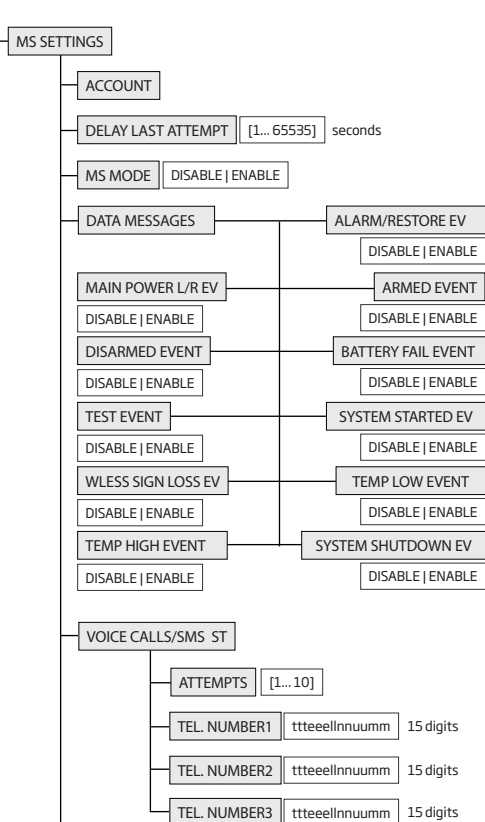 MS SETTINGS
ACCOUNT
DELAY LAST ATTEMPT [1... 65535] seconds
MS MODE DISABLE | ENABLE
DATA MESSAGES ALARM/RESTORE EV
DISABLE | ENABLE
MAIN POWER L/R EV ARMED EVENT
DISABLE | ENABLE DISABLE | ENABLE
DISARMED EVENT BATTERY FAIL EVENT
DISABLE | ENABLE DISABLE | ENABLE
TEST EVENT SYSTEM STARTED EV
DISABLE | ENABLE DISABLE | ENABLE
WLESS SIGN LOSS EV TEMP LOW EVENT
DISABLE | ENABLE DISABLE | ENABLE
TEMP HIGH EVENT SYSTEM SHUTDOWN EV
DISABLE | ENABLE DISABLE | ENABLE
VOICE CALLS/SMS ST
ATTEMPTS [1... 10]
TEL. NUMBER1 ttteeellnnuumm 15 digits
TEL. NUMBER2 ttteeellnnuumm 15 digits
TEL. NUMBER3 ttteeellnnuumm 15 digits